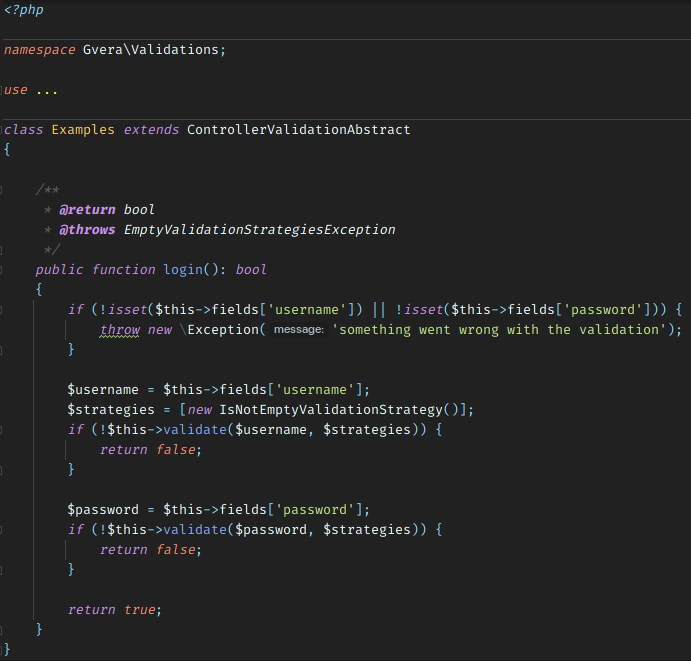 <?php
namespace Gvera\Validations;
use ...
class Examples extends ControllerValidationAbstract
{
/**
* @return bool
* @throws EmptyValidationStrategiesException
*/
public function login(): bool
{
if (!isset($this->fields['username']) || !isset($this->fields['password'])) {
throw new \Exception( message: 'something went wrong with the validation');
}
$username = $this->fields['username'];
$strategies = [new IsNotEmptyValidationStrategy()];
if (!$this->validate($username, $strategies)) {
return false;
}
$password = $this->fields['password'];
if (!$this->validate($password, $strategies)) {
return false;
}
return true;
}
}